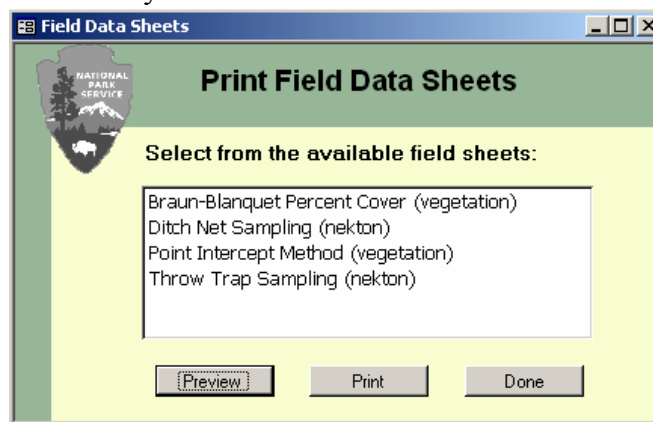 Field Data Sheets
NATIONAL
PARK
SERVICE
Print Field Data Sheets
Select from the available field sheets:
Braun-Blanquet Percent Cover (vegetation)
Ditch Net Sampling (nekton)
Point Intercept Method (vegetation)
Throw Trap Sampling (nekton)
Preview Print Done